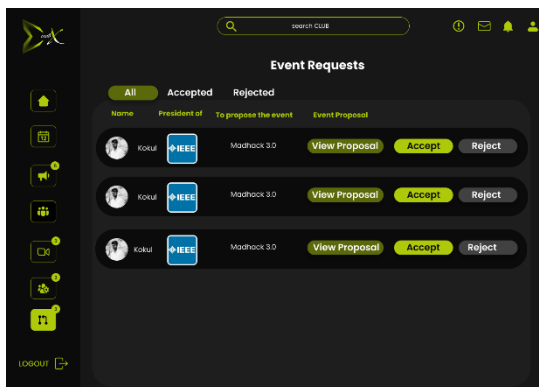 search CLUB
Event Requests
All Accepted Rejected
Name President of To propose the event Event Proposal
Kokul IEEE Madhack 3.0 View Proposal Accept Reject
Kokul IEEE Madhack 3.0 View Proposal Accept Reject
Kokul IEEE Madhack 3.0 View Proposal Accept Reject
LOGOUT